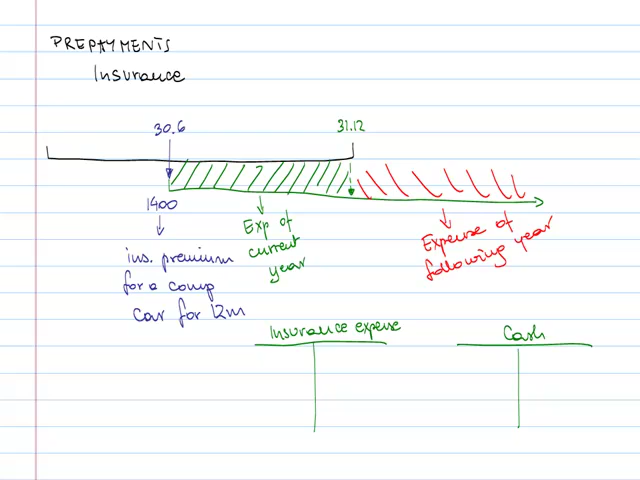 PREPAYMENTS
Insurance
30.6
31.12
1400
ins. premium
for a comp
car for 12m
Exp of
current
year
Expense of
following year
Insurance expense
Cash